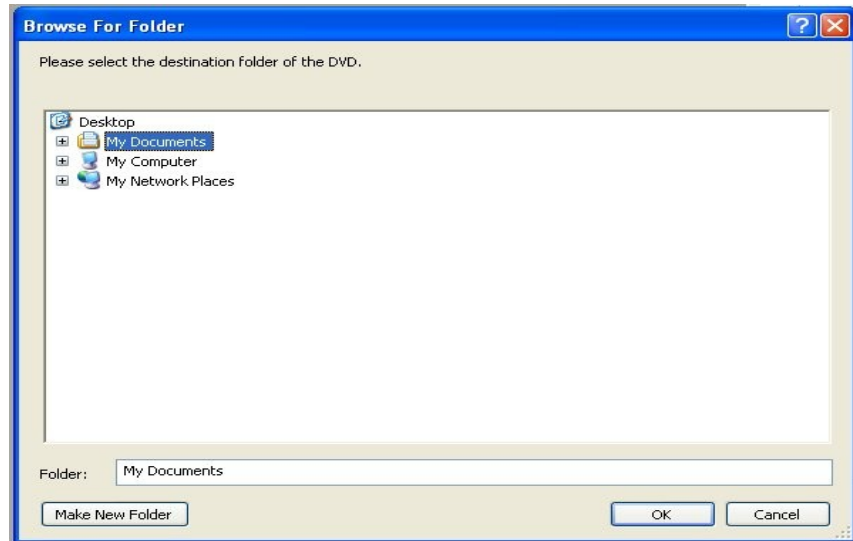 Browse For Folder
Please select the destination folder of the DVD.
Desktop
My Documents
My Computer
My Network Places
Folder: My Documents
Make New Folder OK Cancel